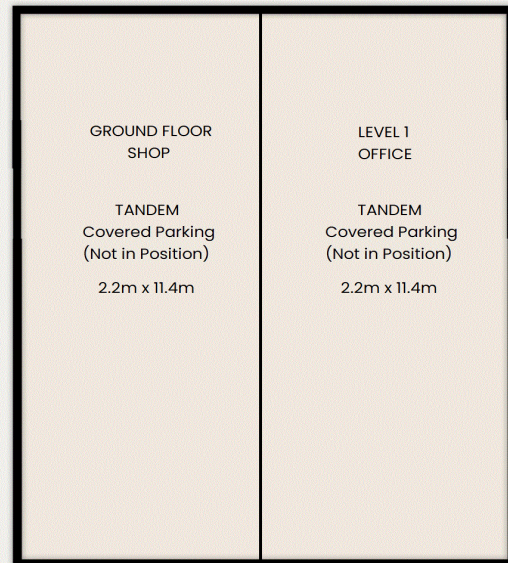 GROUND FLOOR
SHOP
TANDEM
Covered Parking
(Not in Position)
2.2m x 11.4m
LEVEL 1
OFFICE
TANDEM
Covered Parking
(Not in Position)
2.2m x 11.4m